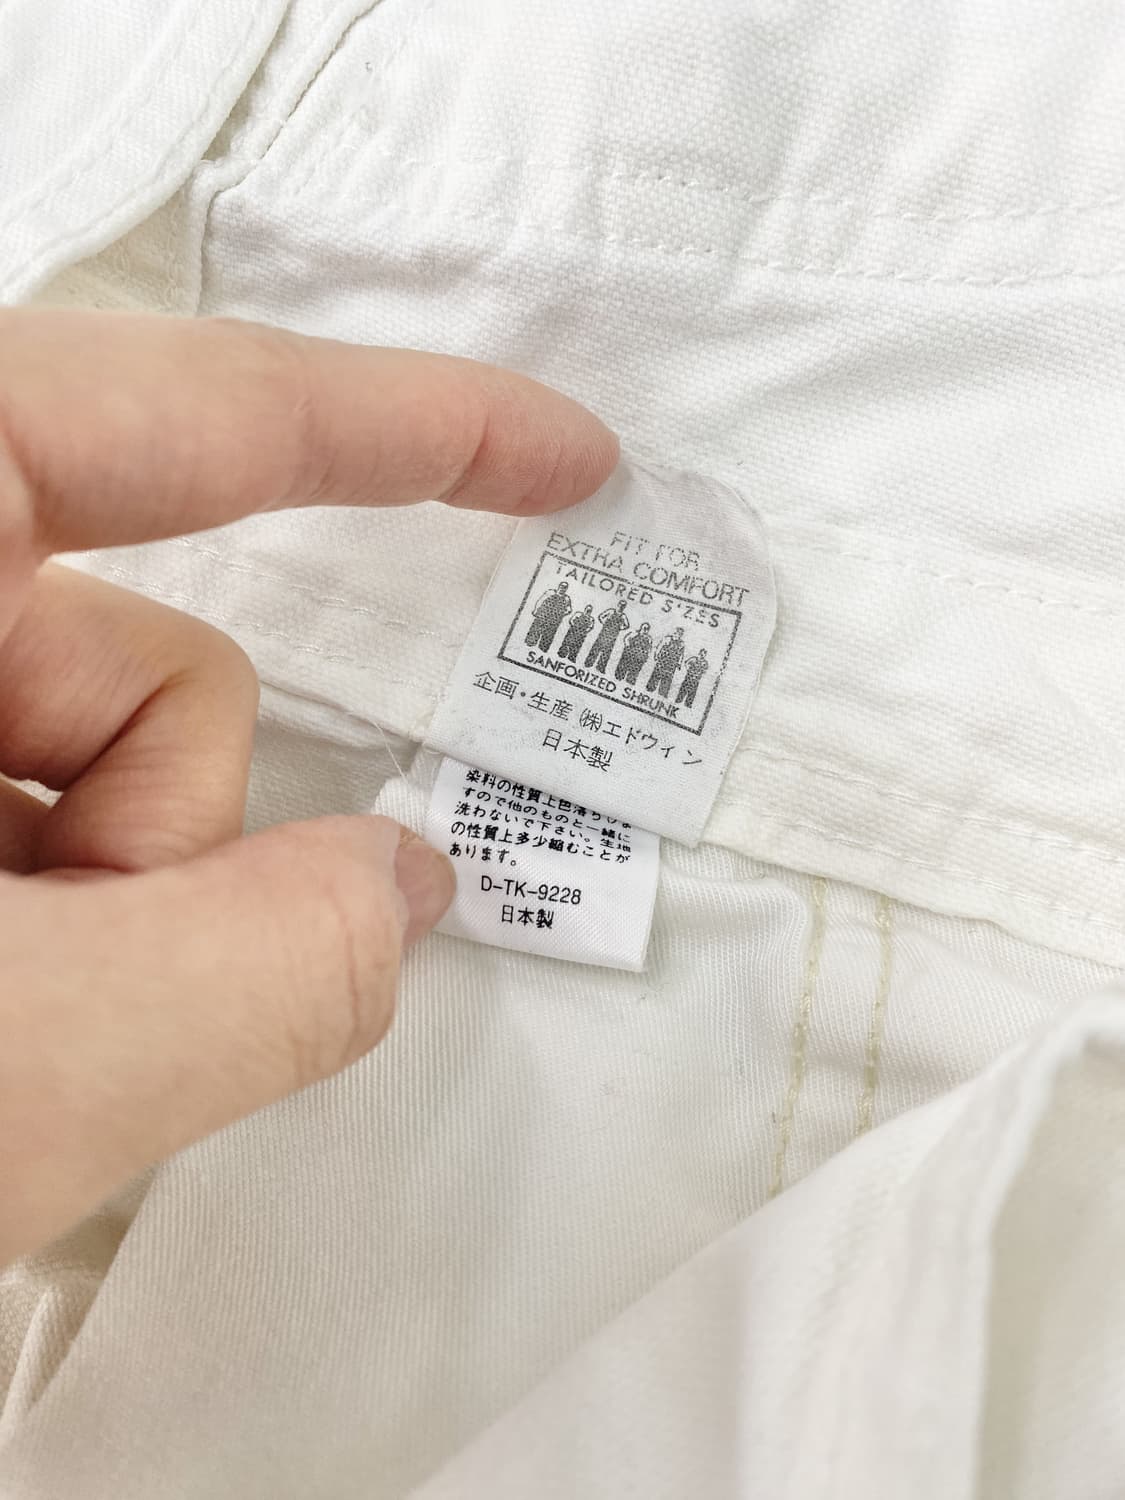 FIT FOR
EXTRA COMFORT
TAILORED SIZES
SANFORIZED SHRUNK
企画・生産 ㈱エドウィン
日本製
染料の性質上色落ちしま
すので他のものと一緒に
洗わないで下さい。生地
の性質上多少縮むことが
あります。
D-TK-9228
日本製